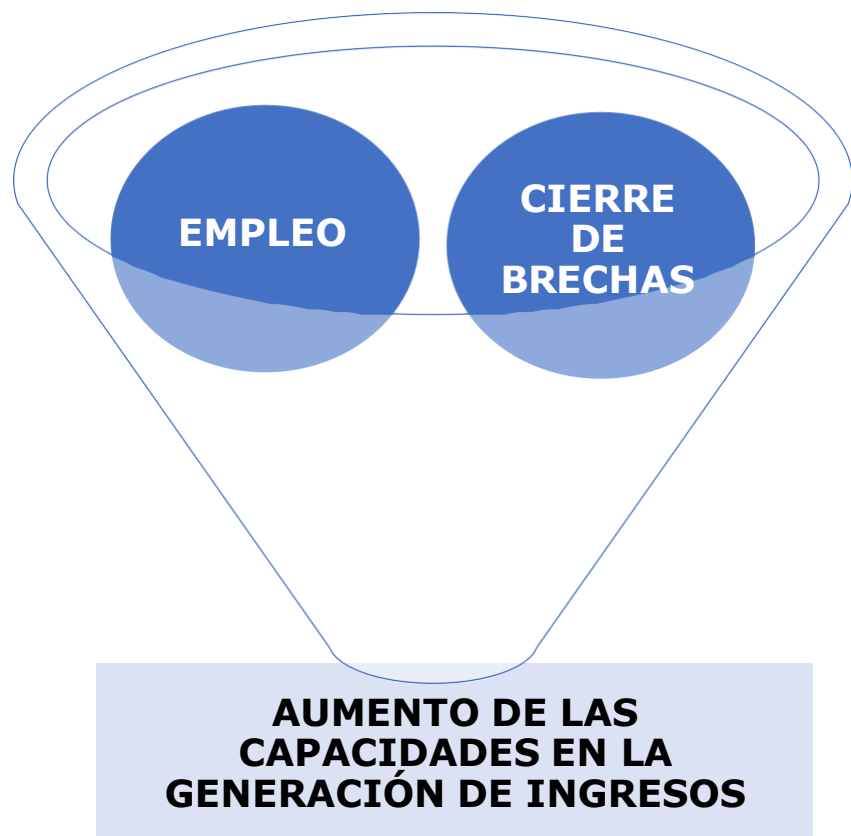 EMPLEO
CIERRE
DE
BRECHAS
AUMENTO DE LAS
CAPACIDADES EN LA
GENERACIÓN DE INGRESOS